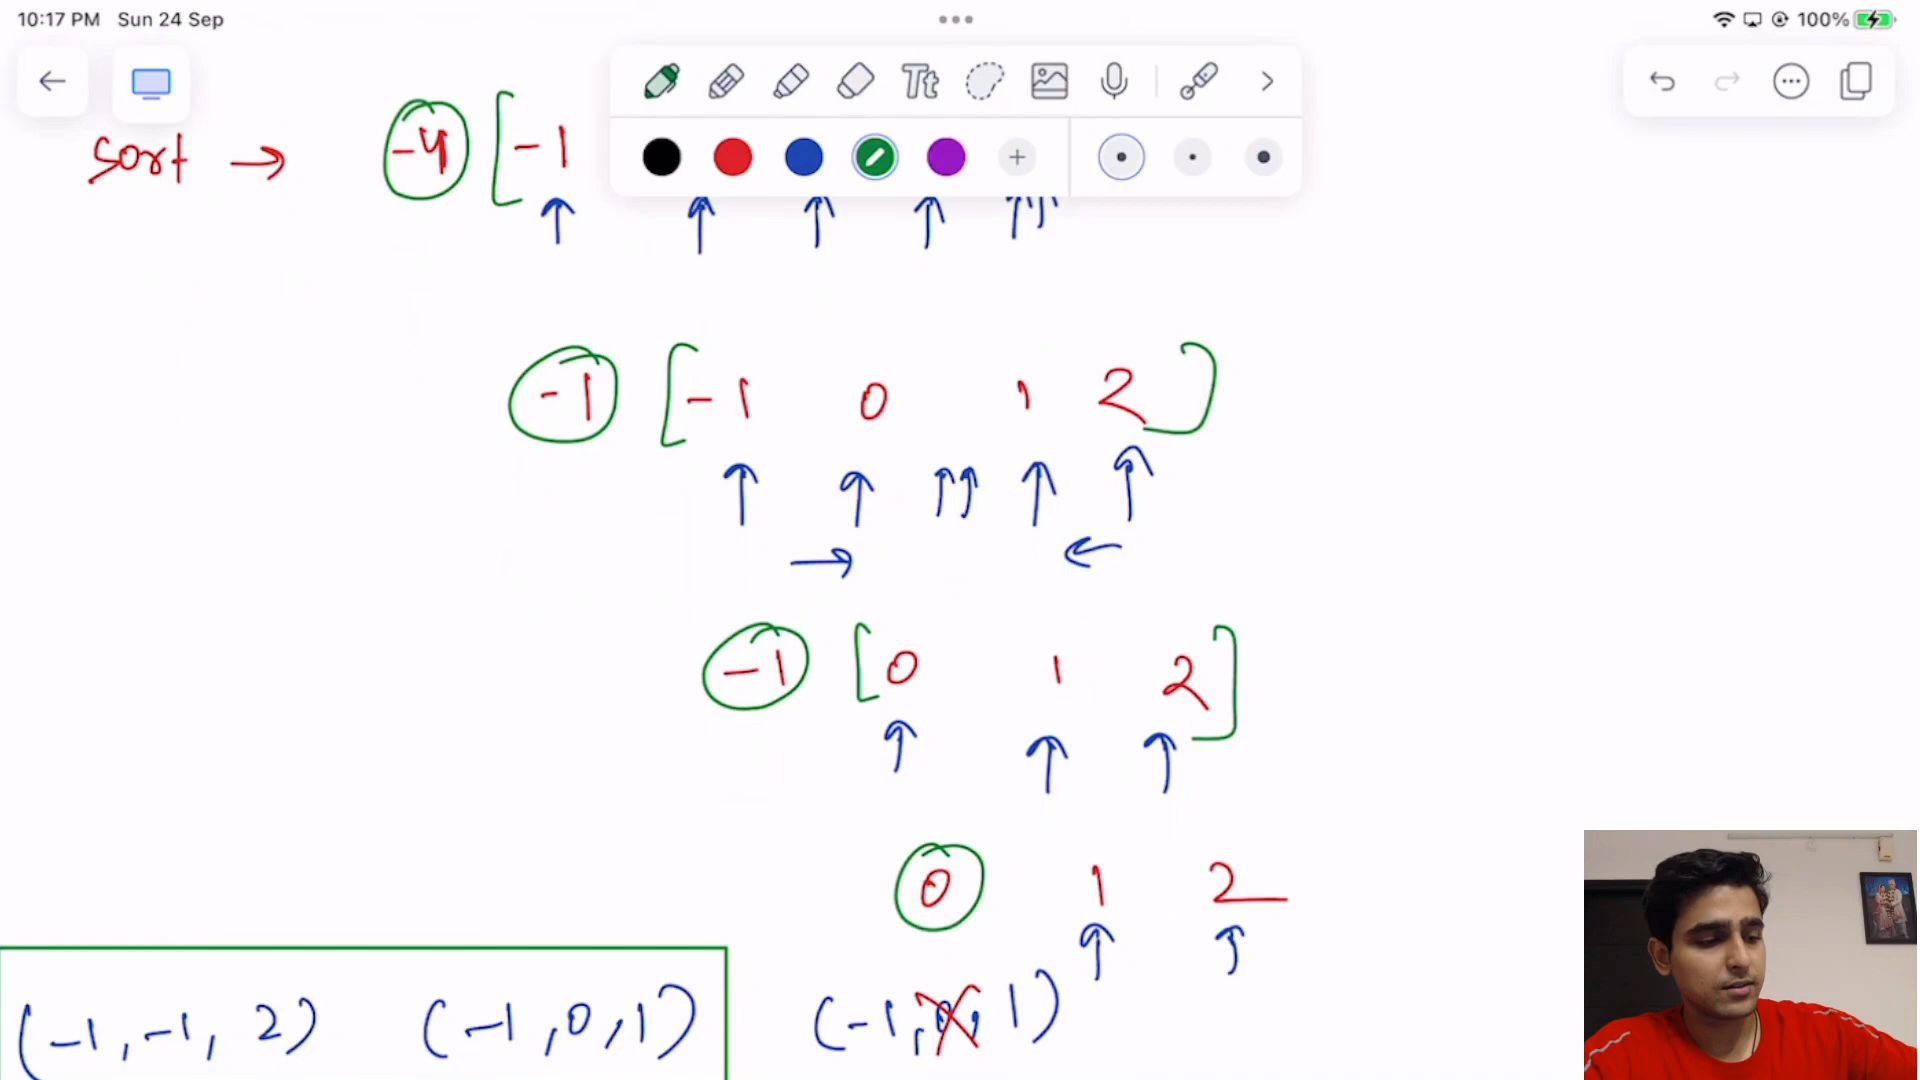 10:17 PM Sun 24 Sep 100%
Tt
sort → -4 [ -1
-1 [ -1 0 1 2 ]
-1 [ 0 1 2 ]
0 1 2
(-1, -1, 2) (-1, 0, 1) (-1, 0, 1)